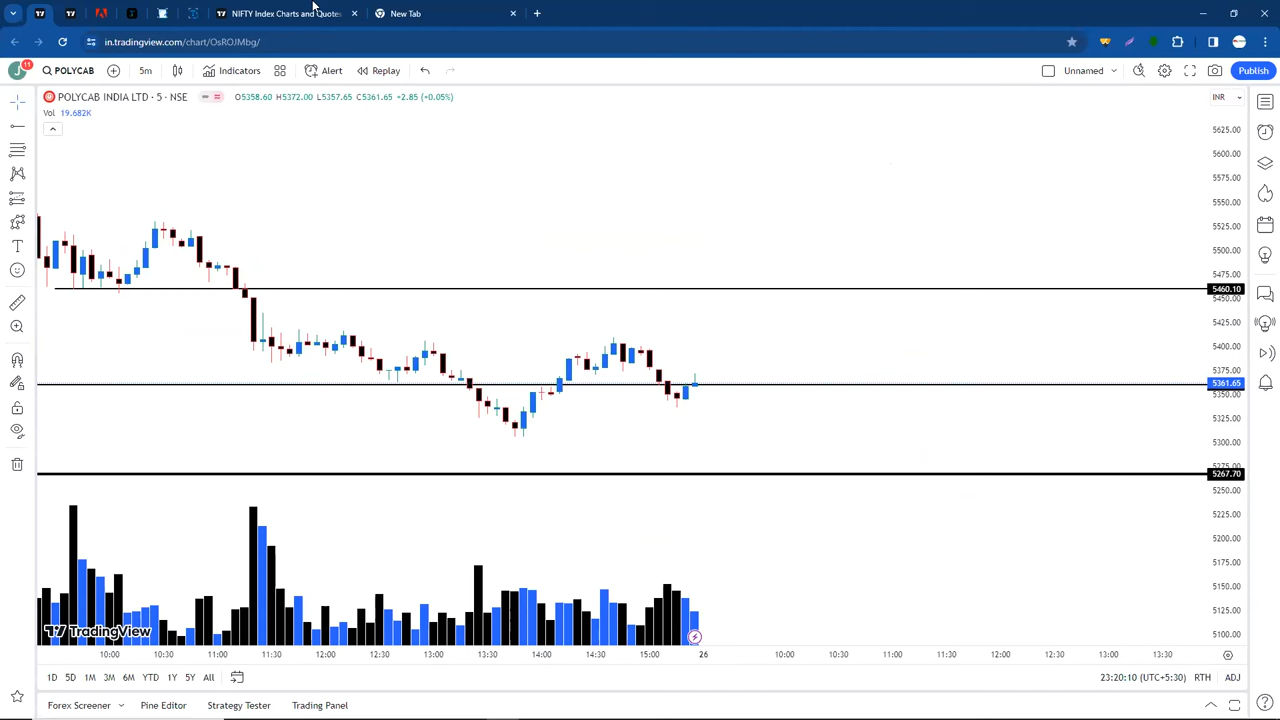 NIFTY Index Charts and Quotes
New Tab
in.tradingview.com/chart/OsROJMbg/
J 11 POLYCAB 5m Indicators Alert Replay Unnamed Publish
POLYCAB INDIA LTD · 5 · NSE O5358.60 H5372.00 L5357.65 C5361.65 +2.85 (+0.05%) INR
Vol 19.682K
5625.00
5600.00
5575.00
5550.00
5525.00
5500.00
5475.00
5460.10
5450.00
5425.00
5400.00
5375.00
5361.65
5350.00
5325.00
5300.00
5275.00
5267.70
5250.00
5225.00
5200.00
5175.00
5150.00
5125.00
5100.00
TradingView
10:00 10:30 11:00 11:30 12:00 12:30 13:00 13:30 14:00 14:30 15:00 26 10:00 10:30 11:00 11:30 12:00 12:30 13:00 13:30
1D 5D 1M 3M 6M YTD 1Y 5Y All 23:20:10 (UTC+5:30) RTH ADJ
Forex Screener Pine Editor Strategy Tester Trading Panel